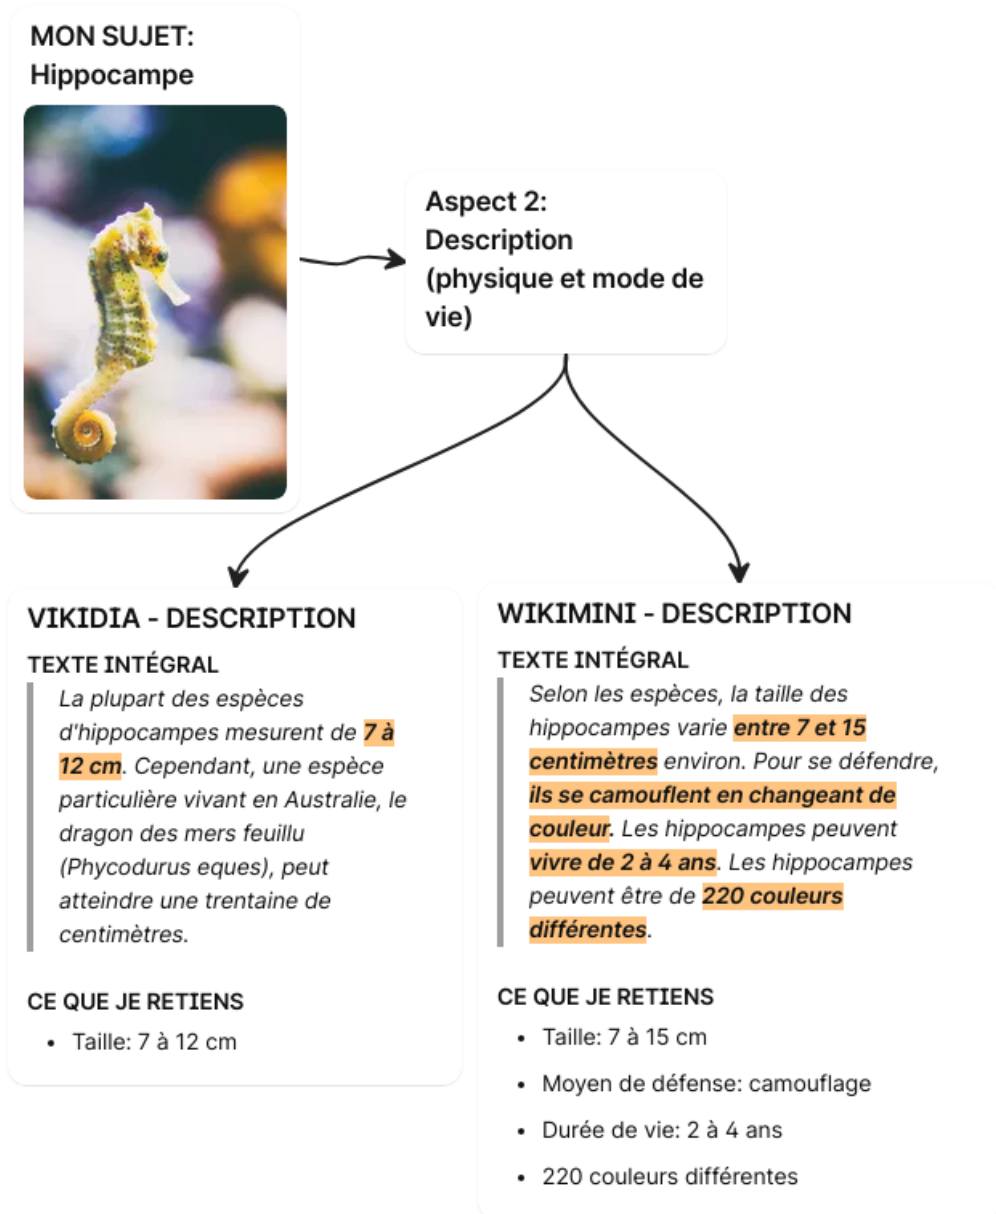 MON SUJET:
Hippocampe
Aspect 2:
Description
(physique et mode de
vie)
VIKIDIA - DESCRIPTION
TEXTE INTÉGRAL
La plupart des espèces
d'hippocampes mesurent de 7 à
12 cm. Cependant, une espèce
particulière vivant en Australie, le
dragon des mers feuillu
(Phycodurus eques), peut
atteindre une trentaine de
centimètres.
CE QUE JE RETIENS
• Taille: 7 à 12 cm
WIKIMINI - DESCRIPTION
TEXTE INTÉGRAL
Selon les espèces, la taille des
hippocampes varie entre 7 et 15
centimètres environ. Pour se défendre,
ils se camouflent en changeant de
couleur. Les hippocampes peuvent
vivre de 2 à 4 ans. Les hippocampes
peuvent être de 220 couleurs
différentes.
CE QUE JE RETIENS
• Taille: 7 à 15 cm
• Moyen de défense: camouflage
• Durée de vie: 2 à 4 ans
• 220 couleurs différentes